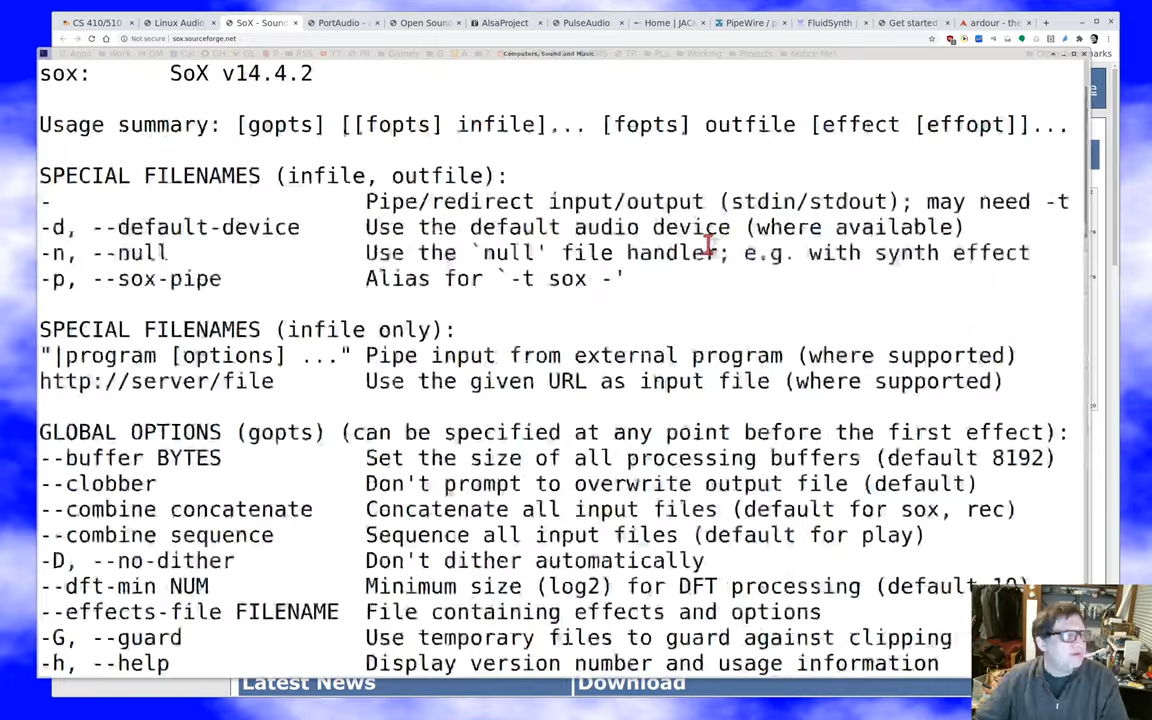 CS 410/510
Linux Audio
SoX - Sound
PortAudio -
Open Soun
AlsaProject
PulseAudio
Home | JACK
PipeWire / p
FluidSynth |
Get started
ardour - the
Not secure | sox.sourceforge.net
Computers, Sound and Music
sox:       SoX v14.4.2
Usage summary: [gopts] [[fopts] infile]... [fopts] outfile [effect [effopt]]...
SPECIAL FILENAMES (infile, outfile):
-                        Pipe/redirect input/output (stdin/stdout); may need -t
-d, --default-device     Use the default audio device (where available)
-n, --null               Use the `null' file handler; e.g. with synth effect
-p, --sox-pipe           Alias for `-t sox -'
SPECIAL FILENAMES (infile only):
"|program [options] ..." Pipe input from external program (where supported)
http://server/file       Use the given URL as input file (where supported)
GLOBAL OPTIONS (gopts) (can be specified at any point before the first effect):
--buffer BYTES           Set the size of all processing buffers (default 8192)
--clobber                Don't prompt to overwrite output file (default)
--combine concatenate    Concatenate all input files (default for sox, rec)
--combine sequence       Sequence all input files (default for play)
-D, --no-dither          Don't dither automatically
--dft-min NUM            Minimum size (log2) for DFT processing (default 10)
--effects-file FILENAME  File containing effects and options
-G, --guard              Use temporary files to guard against clipping
-h, --help               Display version number and usage information
Latest News
Download